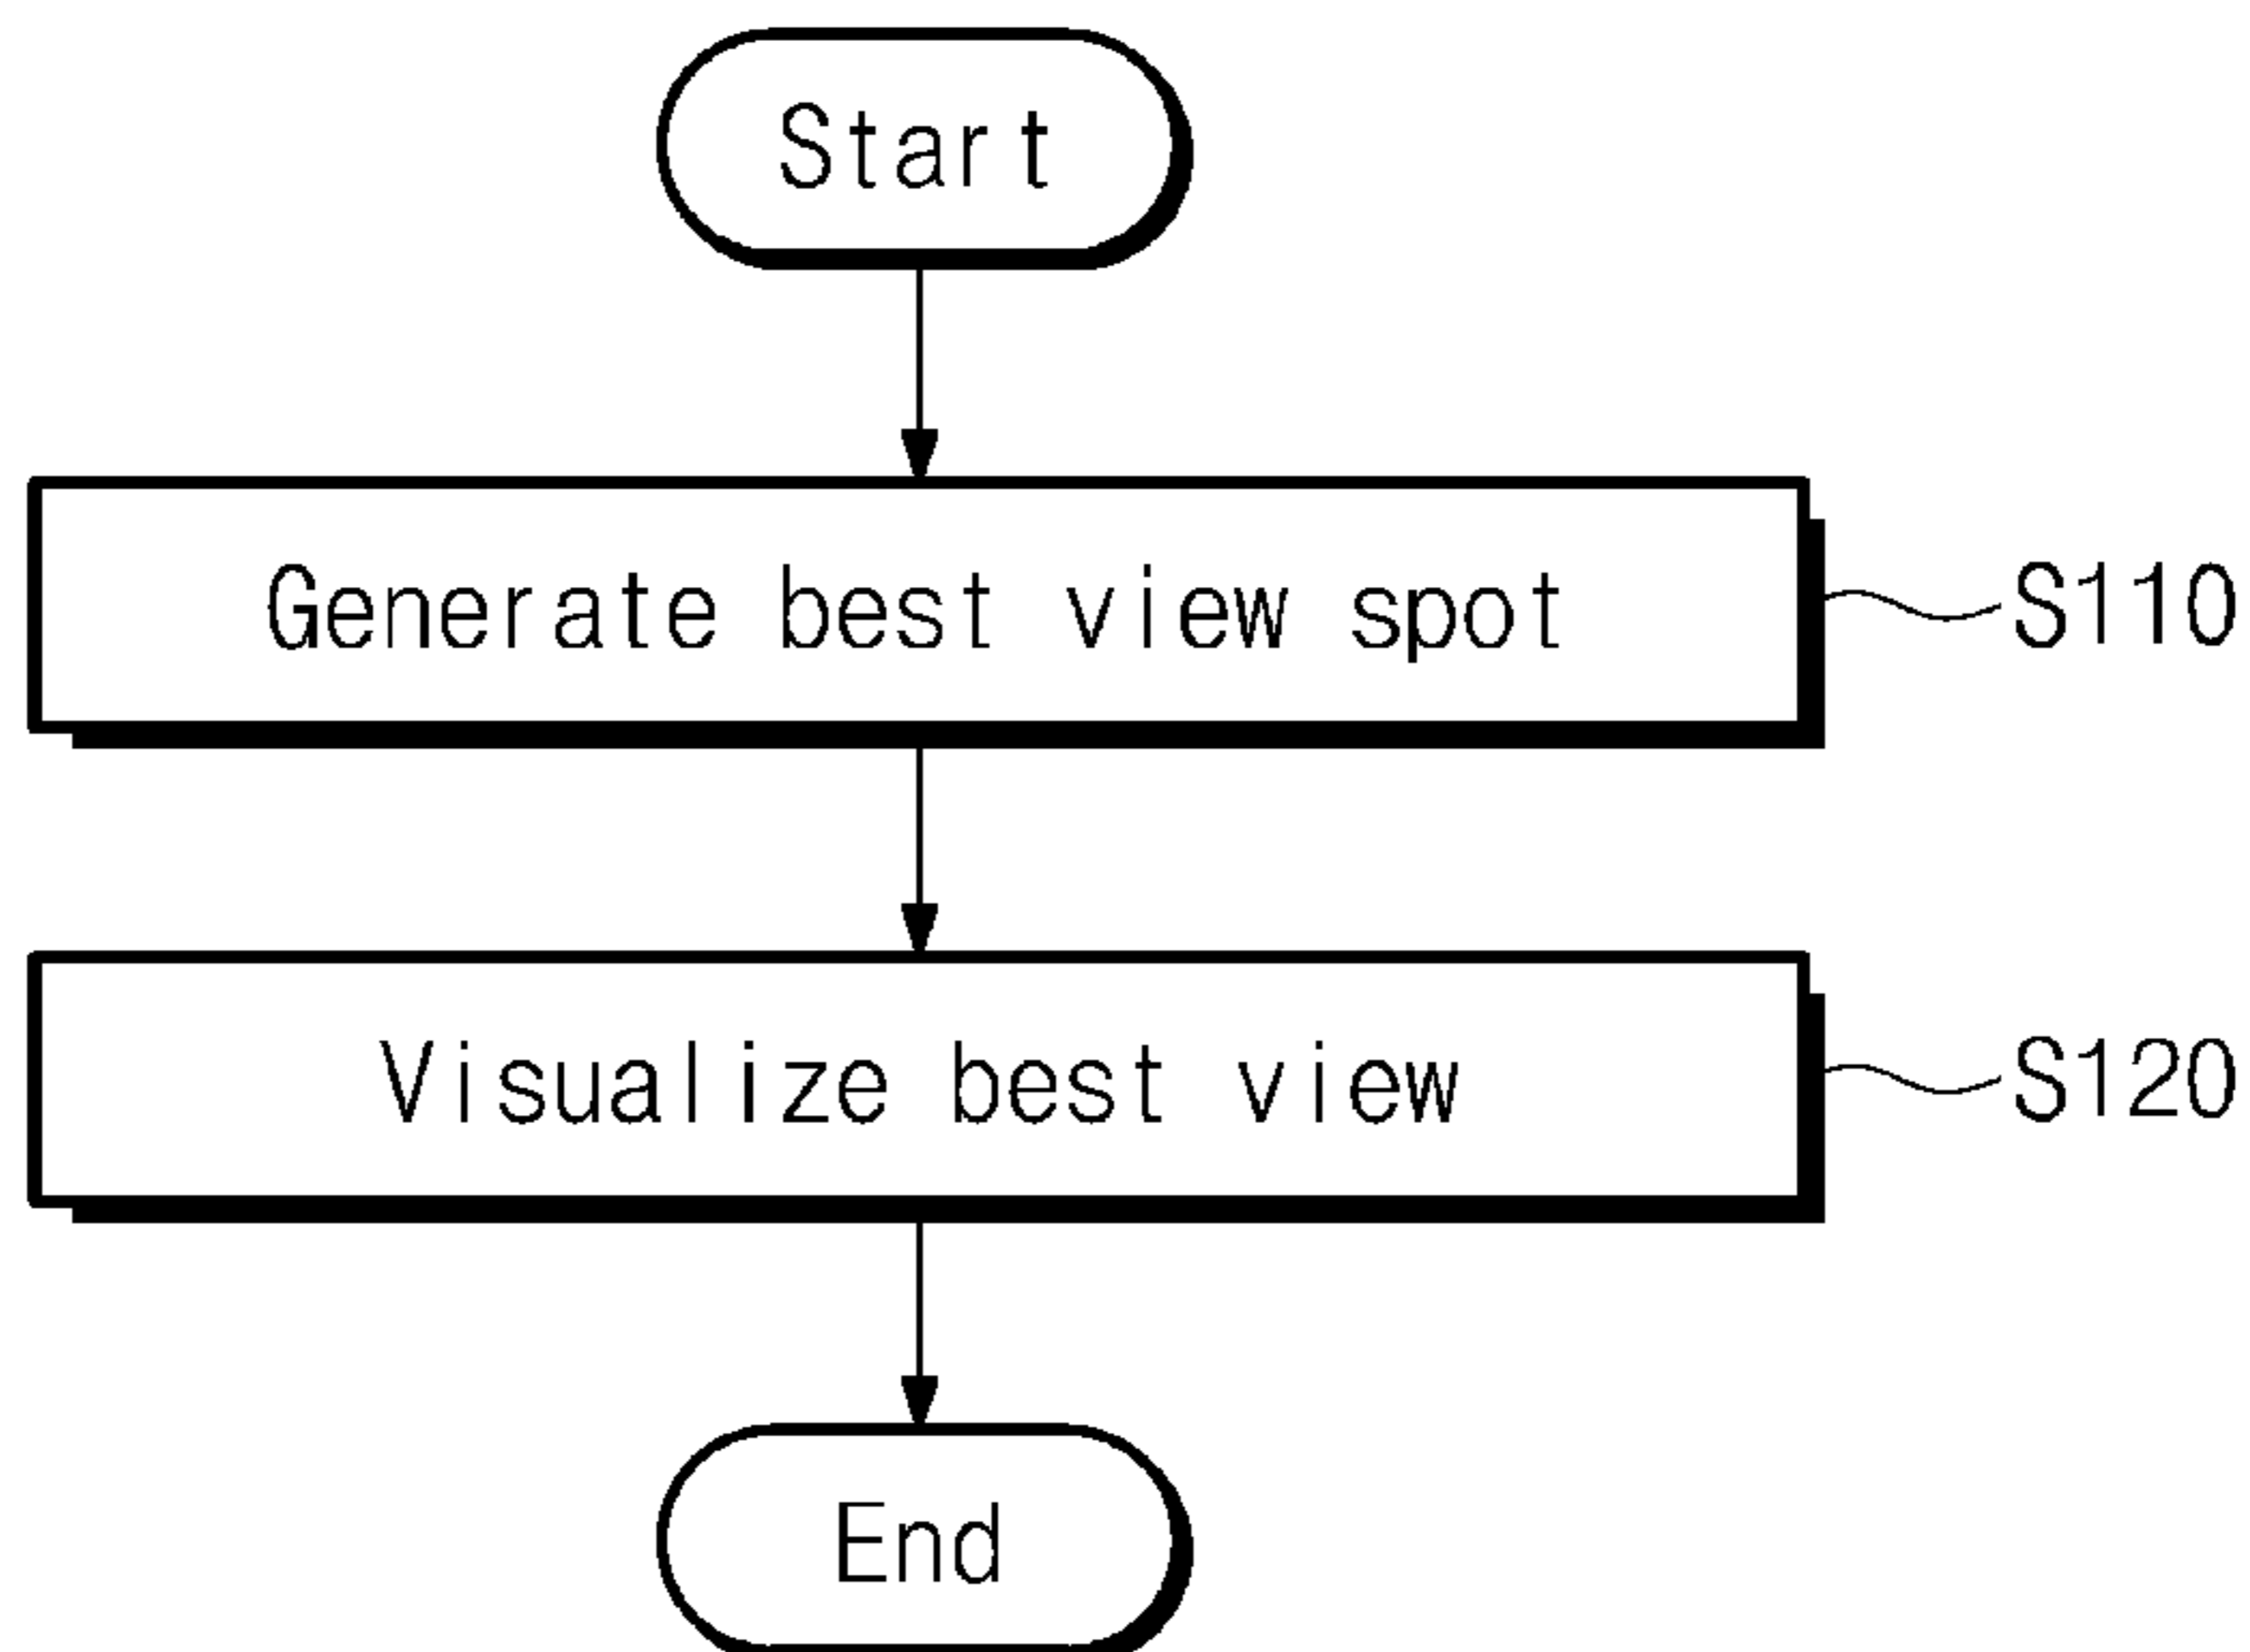 Start
Generate best view spot
S110
Visualize best view
S120
End